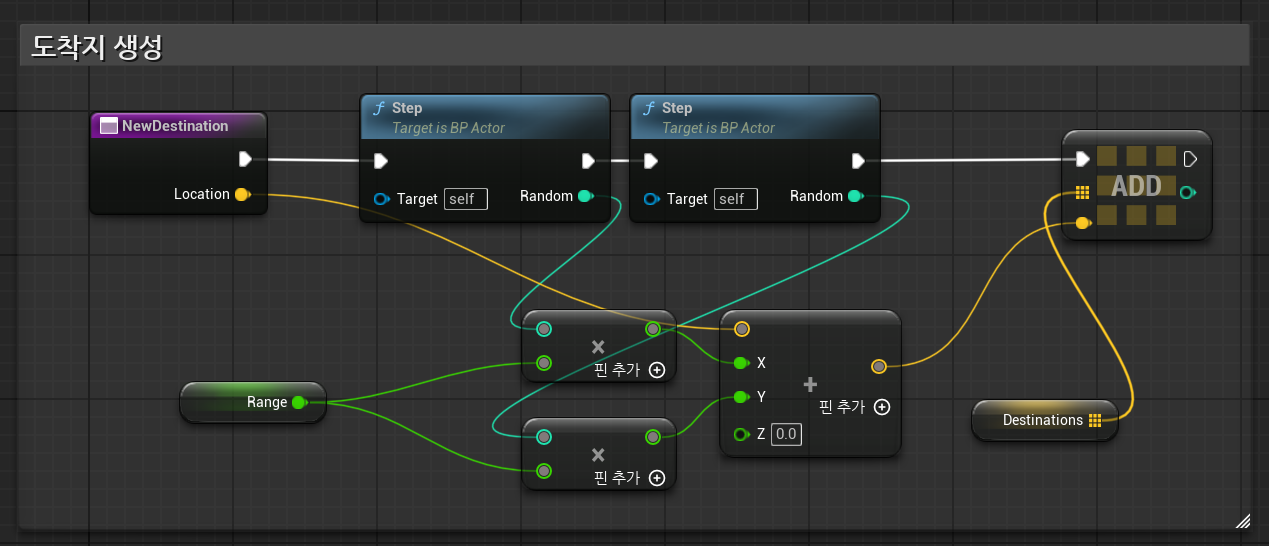 도착지 생성
NewDestination
Location
f Step
Target is BP Actor
Target self
Random
f Step
Target is BP Actor
Target self
Random
ADD
×
핀 추가
Range
×
핀 추가
X
+
Y
핀 추가
Z 0.0
Destinations